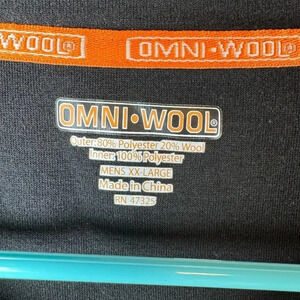 WOOL®
OMNI·WOOL®
OMNI·WOOL®
Outer: 80% Polyester 20% Wool
Inner: 100% Polyester
MENS XX-LARGE
Made in China
RN 47325